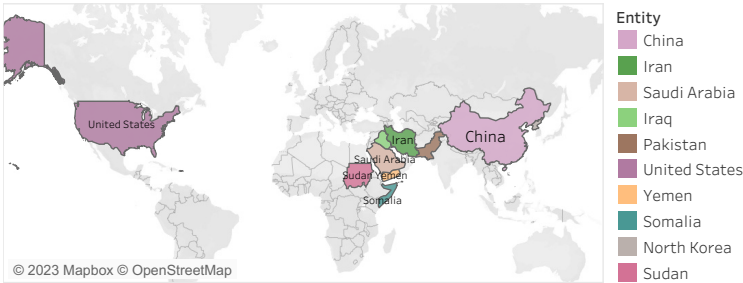 Entity
China
Iran
Saudi Arabia
Iraq
Pakistan
United States
Yemen
Somalia
North Korea
Sudan
United States
China
Iran
Saudi Arabia
Sudan Yemen
Somalia
© 2023 Mapbox © OpenStreetMap